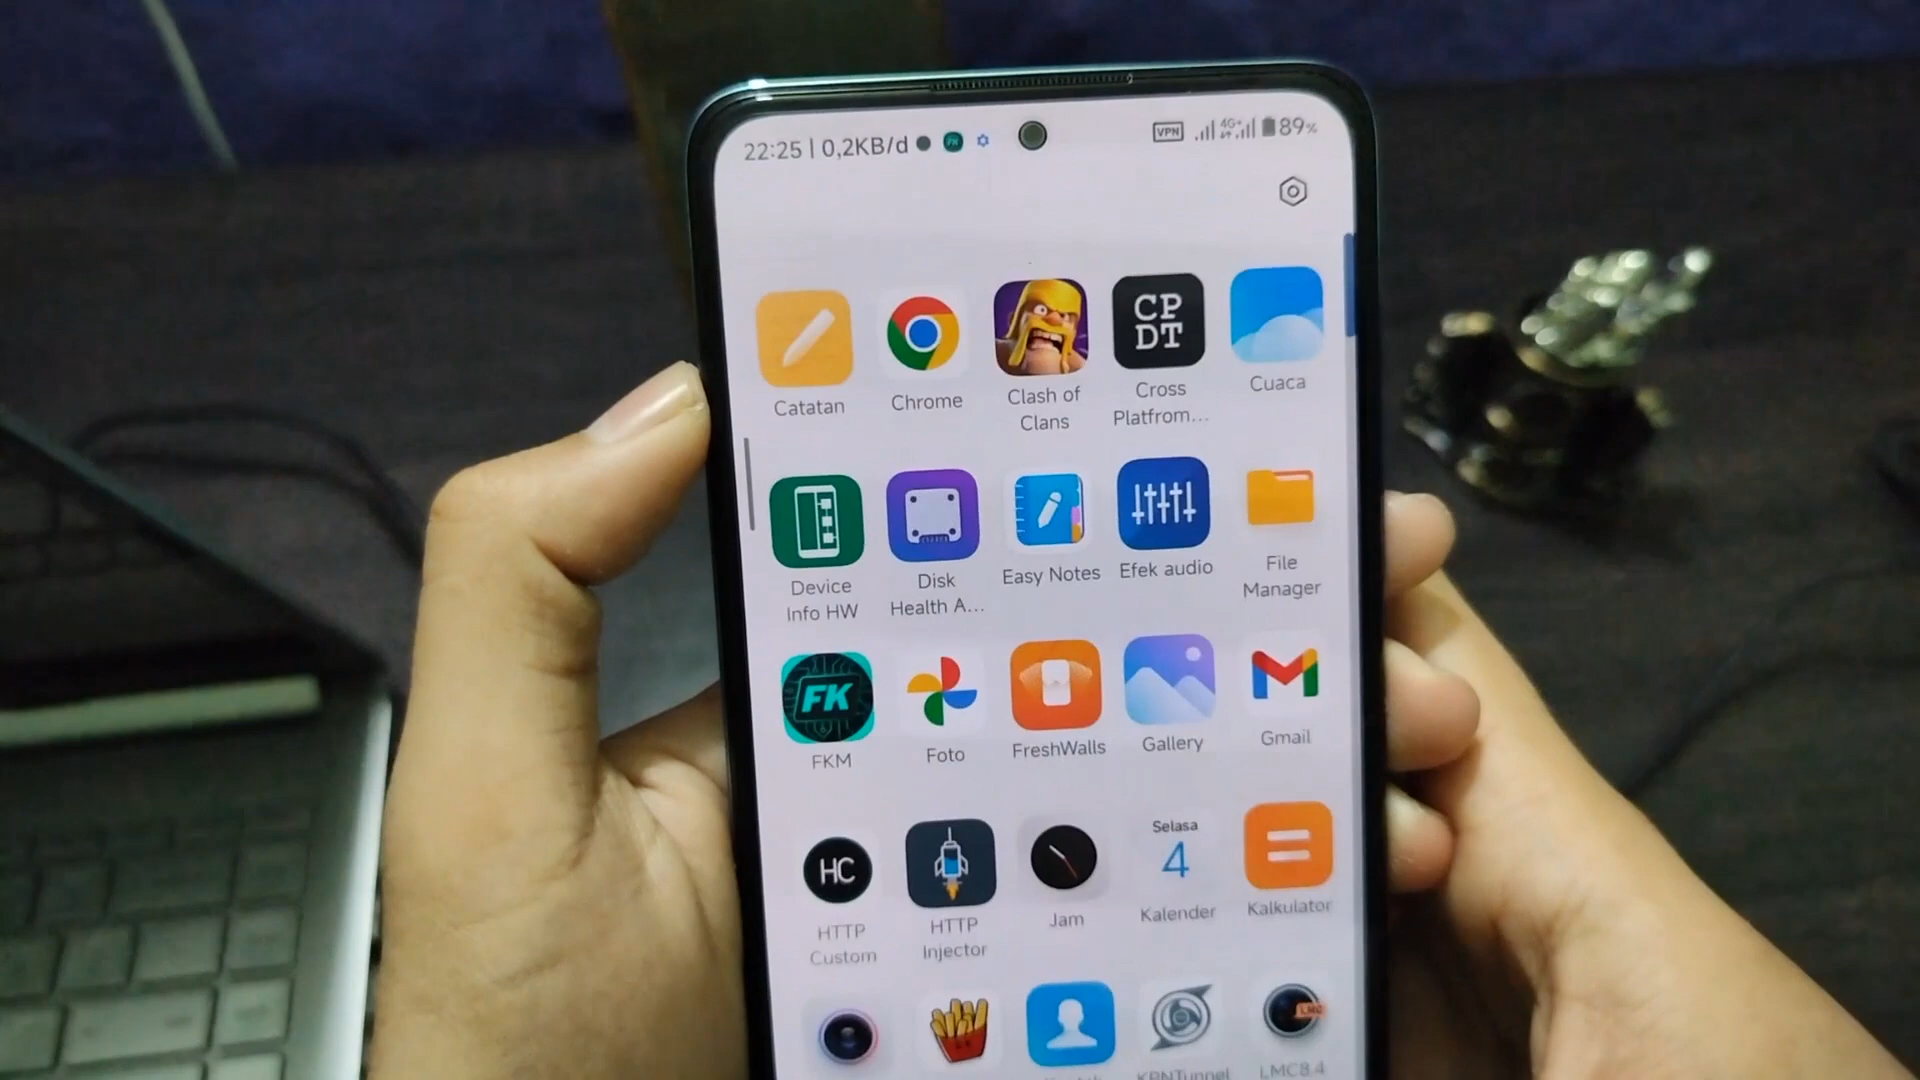 22:25 | 0,2KB/d
FK
VPN
4G+
89%
CP
DT
Catatan
Chrome
Clash of
Clans
Cross
Platfrom...
Cuaca
Device
Info HW
Disk
Health A...
Easy Notes
Efek audio
File
Manager
FK
FKM
Foto
FreshWalls
Gallery
Gmail
HC
Selasa
4
HTTP
Custom
HTTP
Injector
Jam
Kalender
Kalkulator
LMC
KPNTunnel
LMC8.4